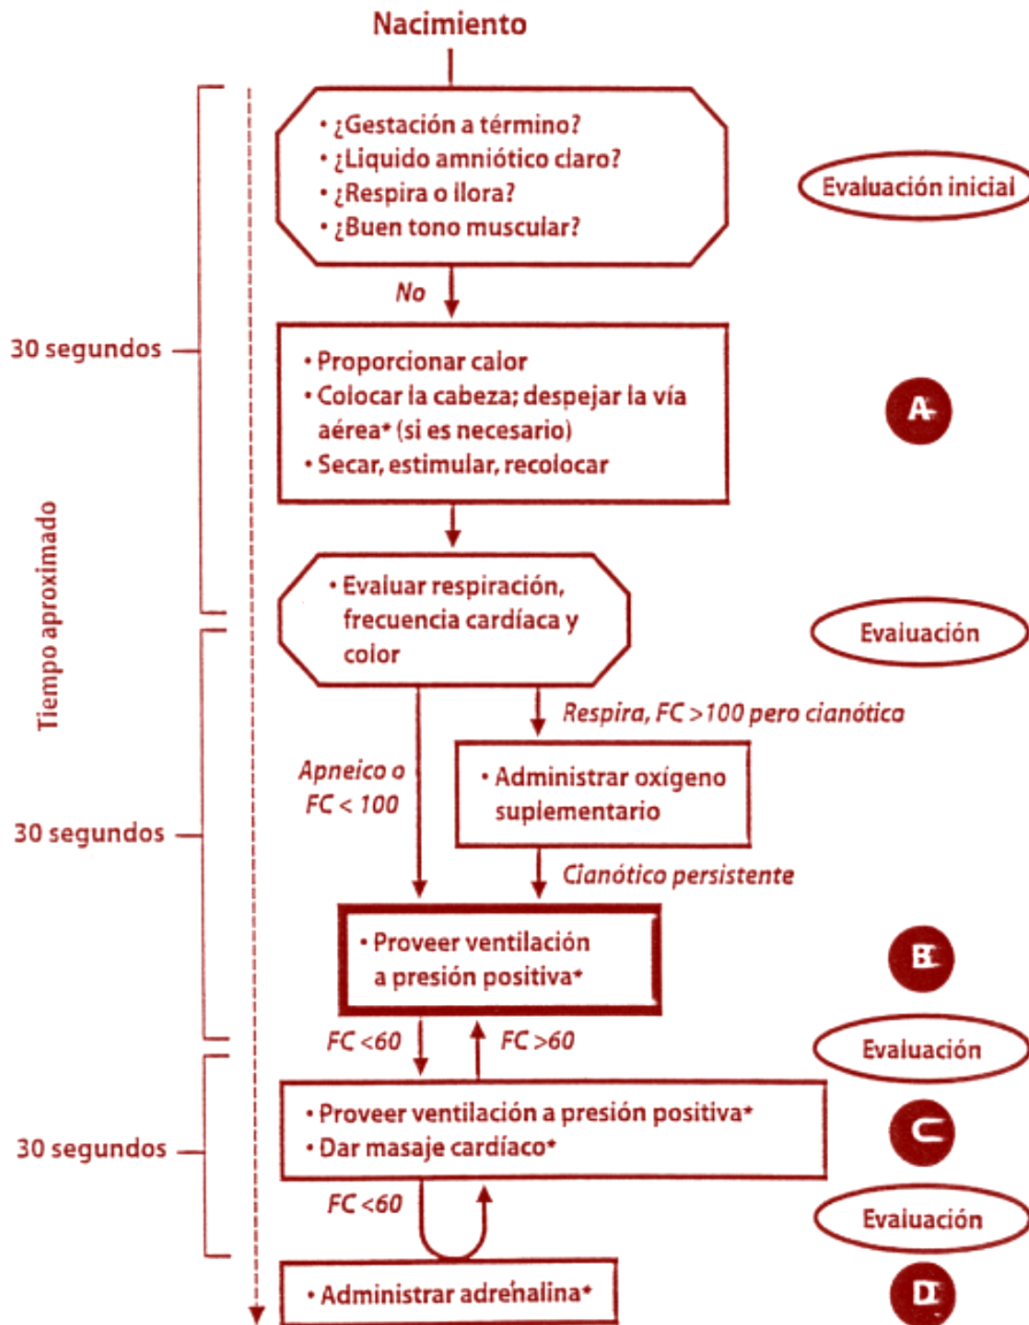 Nacimiento
• ¿Gestación a término?
• ¿Liquido amniótico claro?
• ¿Respira o llora?
• ¿Buen tono muscular?
Evaluación inicial
No
30 segundos
• Proporcionar calor
• Colocar la cabeza; despejar la vía
aérea* (si es necesario)
• Secar, estimular, recolocar
A
Tiempo aproximado
• Evaluar respiración,
frecuencia cardíaca y
color
Evaluación
Respira, FC >100 pero cianótico
Apneico o
FC < 100
• Administrar oxígeno
suplementario
30 segundos
Cianótico persistente
• Proveer ventilación
a presión positiva*
B
FC <60
FC >60
Evaluación
• Proveer ventilación a presión positiva*
• Dar masaje cardíaco*
C
30 segundos
FC <60
Evaluación
• Administrar adrenalina*
D